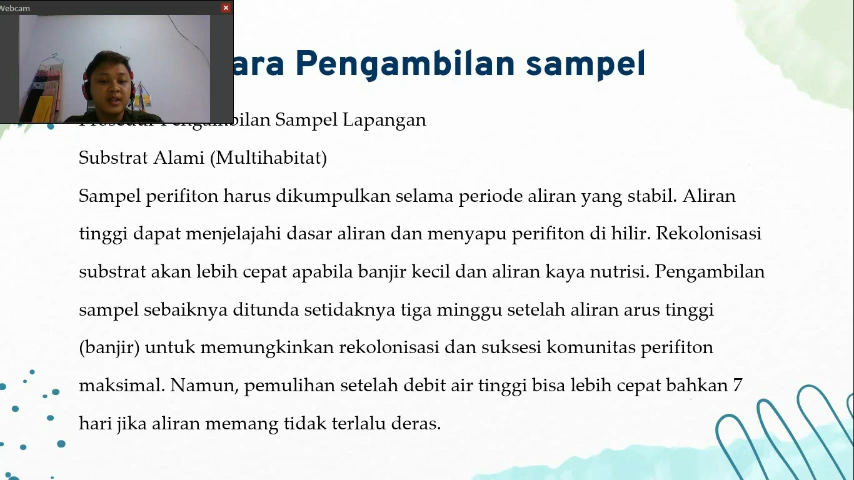 Webcam
ara Pengambilan sampel
Prosedur Pengambilan Sampel Lapangan
Substrat Alami (Multihabitat)
Sampel perifiton harus dikumpulkan selama periode aliran yang stabil. Aliran
tinggi dapat menjelajahi dasar aliran dan menyapu perifiton di hilir. Rekolonisasi
substrat akan lebih cepat apabila banjir kecil dan aliran kaya nutrisi. Pengambilan
sampel sebaiknya ditunda setidaknya tiga minggu setelah aliran arus tinggi
(banjir) untuk memungkinkan rekolonisasi dan suksesi komunitas perifiton
maksimal. Namun, pemulihan setelah debit air tinggi bisa lebih cepat bahkan 7
hari jika aliran memang tidak terlalu deras.